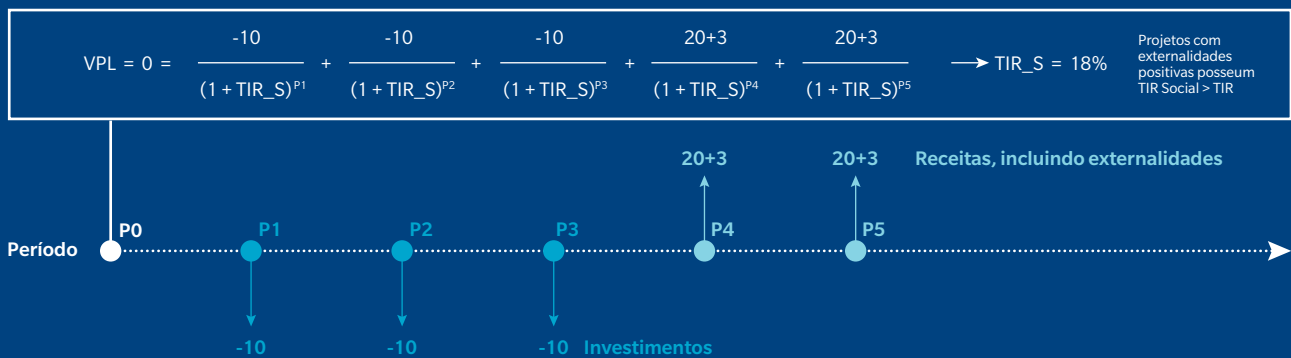 -10 -10 -10 20+3 20+3
VPL = 0 = + + + + TIR_S = 18%
(1 + TIR_S)P1 (1 + TIR_S)P2 (1 + TIR_S)P3 (1 + TIR_S)P4 (1 + TIR_S)P5
Projetos com
externalidades
positivas posseum
TIR Social > TIR
20+3 20+3 Receitas, incluindo externalidades
P0 P1 P2 P3 P4 P5
Período
-10 -10 -10 Investimentos